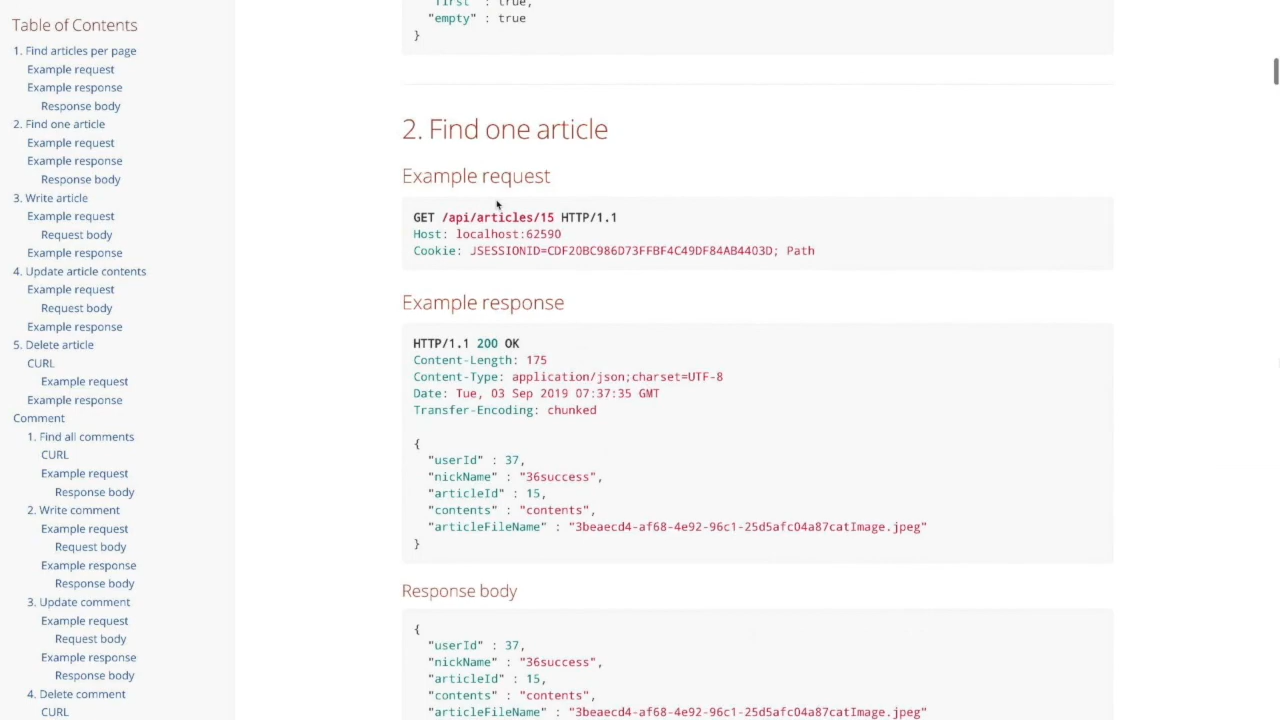 Table of Contents
1. Find articles per page
Example request
Example response
Response body
2. Find one article
Example request
Example response
Response body
3. Write article
Example request
Request body
Example response
4. Update article contents
Example request
Request body
Example response
5. Delete article
CURL
Example request
Example response
Comment
1. Find all comments
CURL
Example request
Response body
2. Write comment
Example request
Request body
Example response
Response body
3. Update comment
Example request
Request body
Example response
Response body
4. Delete comment
CURL
"first" : true,
"empty" : true
}
2. Find one article
Example request
GET /api/articles/15 HTTP/1.1
Host: localhost:62590
Cookie: JSESSIONID=CDF20BC986D73FFBF4C49DF84AB4403D; Path
Example response
HTTP/1.1 200 OK
Content-Length: 175
Content-Type: application/json;charset=UTF-8
Date: Tue, 03 Sep 2019 07:37:35 GMT
Transfer-Encoding: chunked
{
"userId" : 37,
"nickName" : "36success",
"articleId" : 15,
"contents" : "contents",
"articleFileName" : "3beaecd4-af68-4e92-96c1-25d5afc04a87catImage.jpeg"
}
Response body
{
"userId" : 37,
"nickName" : "36success",
"articleId" : 15,
"contents" : "contents",
"articleFileName" : "3beaecd4-af68-4e92-96c1-25d5afc04a87catImage.jpeg"